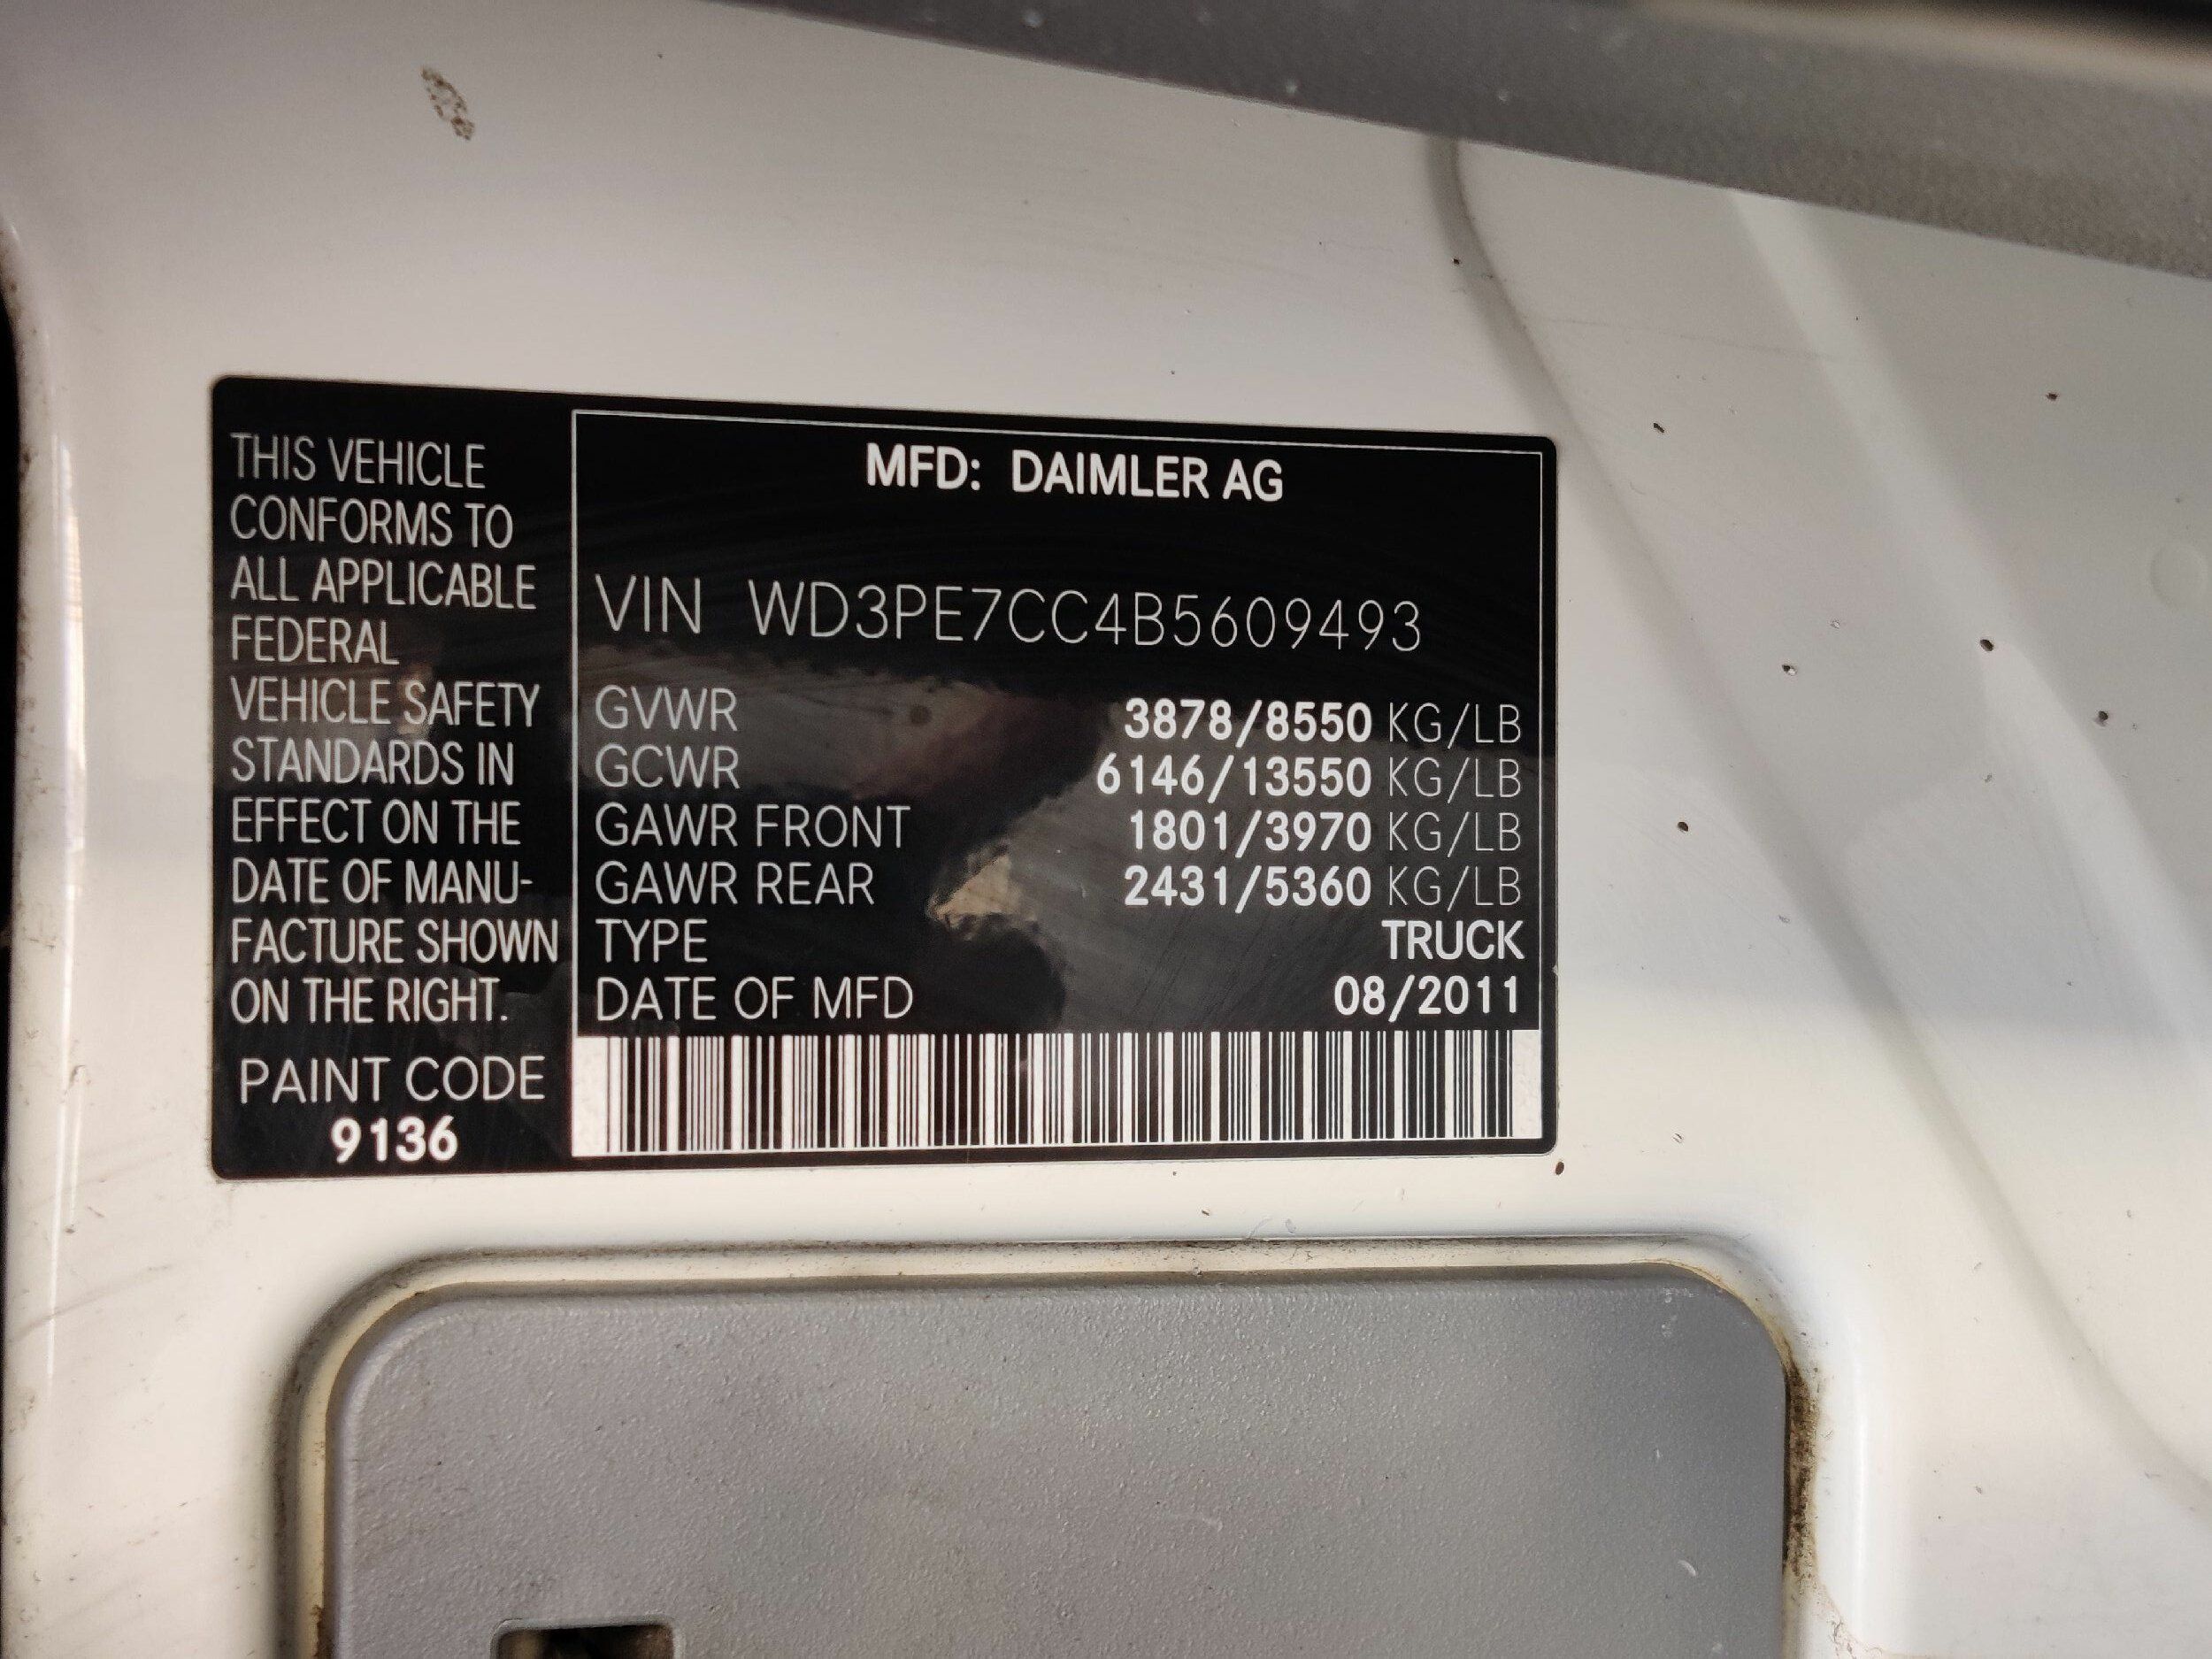 THIS VEHICLE
CONFORMS TO
ALL APPLICABLE
FEDERAL
VEHICLE SAFETY
STANDARDS IN
EFFECT ON THE
DATE OF MANU-
FACTURE SHOWN
ON THE RIGHT.
PAINT CODE
9136
MFD: DAIMLER AG
VIN WD3PE7CC4B5609493
GVWR 3878/8550 KG/LB
GCWR 6146/13550 KG/LB
GAWR FRONT 1801/3970 KG/LB
GAWR REAR 2431/5360 KG/LB
TYPE TRUCK
DATE OF MFD 08/2011